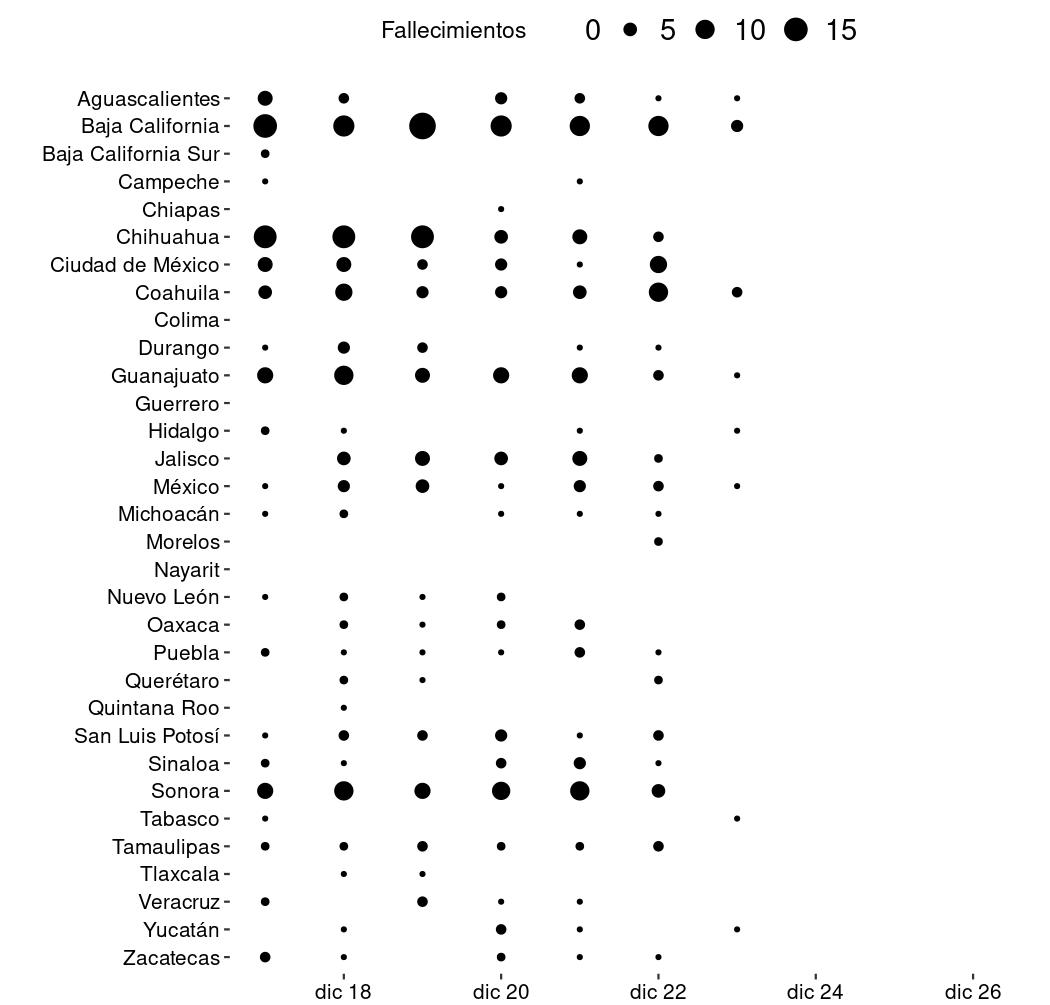 Fallecimientos 0 5 10 15
Aguascalientes
Baja California
Baja California Sur
Campeche
Chiapas
Chihuahua
Ciudad de México
Coahuila
Colima
Durango
Guanajuato
Guerrero
Hidalgo
Jalisco
México
Michoacán
Morelos
Nayarit
Nuevo León
Oaxaca
Puebla
Querétaro
Quintana Roo
San Luis Potosí
Sinaloa
Sonora
Tabasco
Tamaulipas
Tlaxcala
Veracruz
Yucatán
Zacatecas
dic 18 dic 20 dic 22 dic 24 dic 26